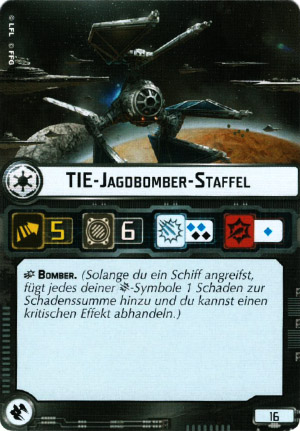 © LFL © FFG
TIE-Jagdbomber-Staffel
5 6
Bomber. (Solange du ein Schiff angreifst,
fügt jedes deiner -Symbole 1 Schaden zur
Schadenssumme hinzu und du kannst einen
kritischen Effekt abhandeln.)
16